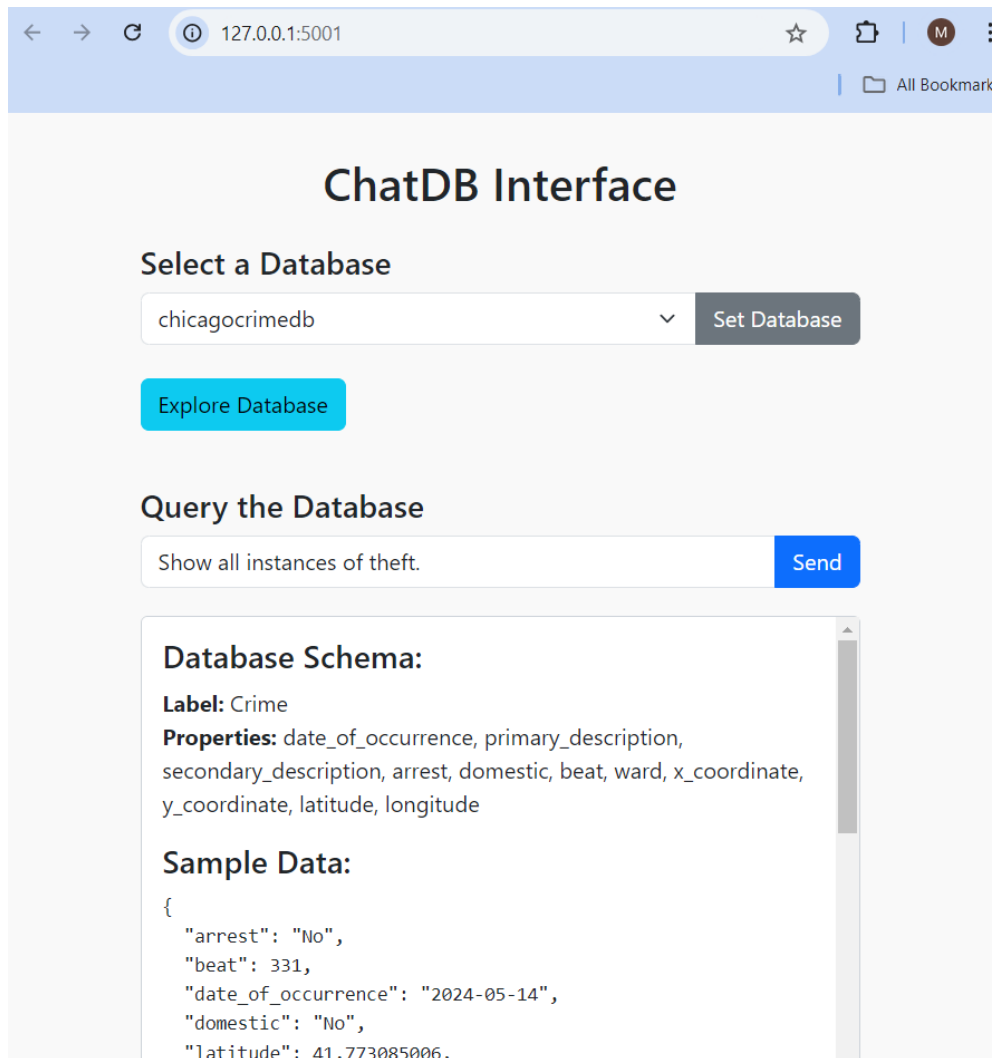 127.0.0.1:5001
M
All Bookmark
ChatDB Interface
Select a Database
chicagocrimedb
Set Database
Explore Database
Query the Database
Show all instances of theft.
Send
Database Schema:
Label: Crime
Properties: date_of_occurrence, primary_description,
secondary_description, arrest, domestic, beat, ward, x_coordinate,
y_coordinate, latitude, longitude
Sample Data:
{
"arrest": "No",
"beat": 331,
"date_of_occurrence": "2024-05-14",
"domestic": "No",
"latitude": 41.773085006,